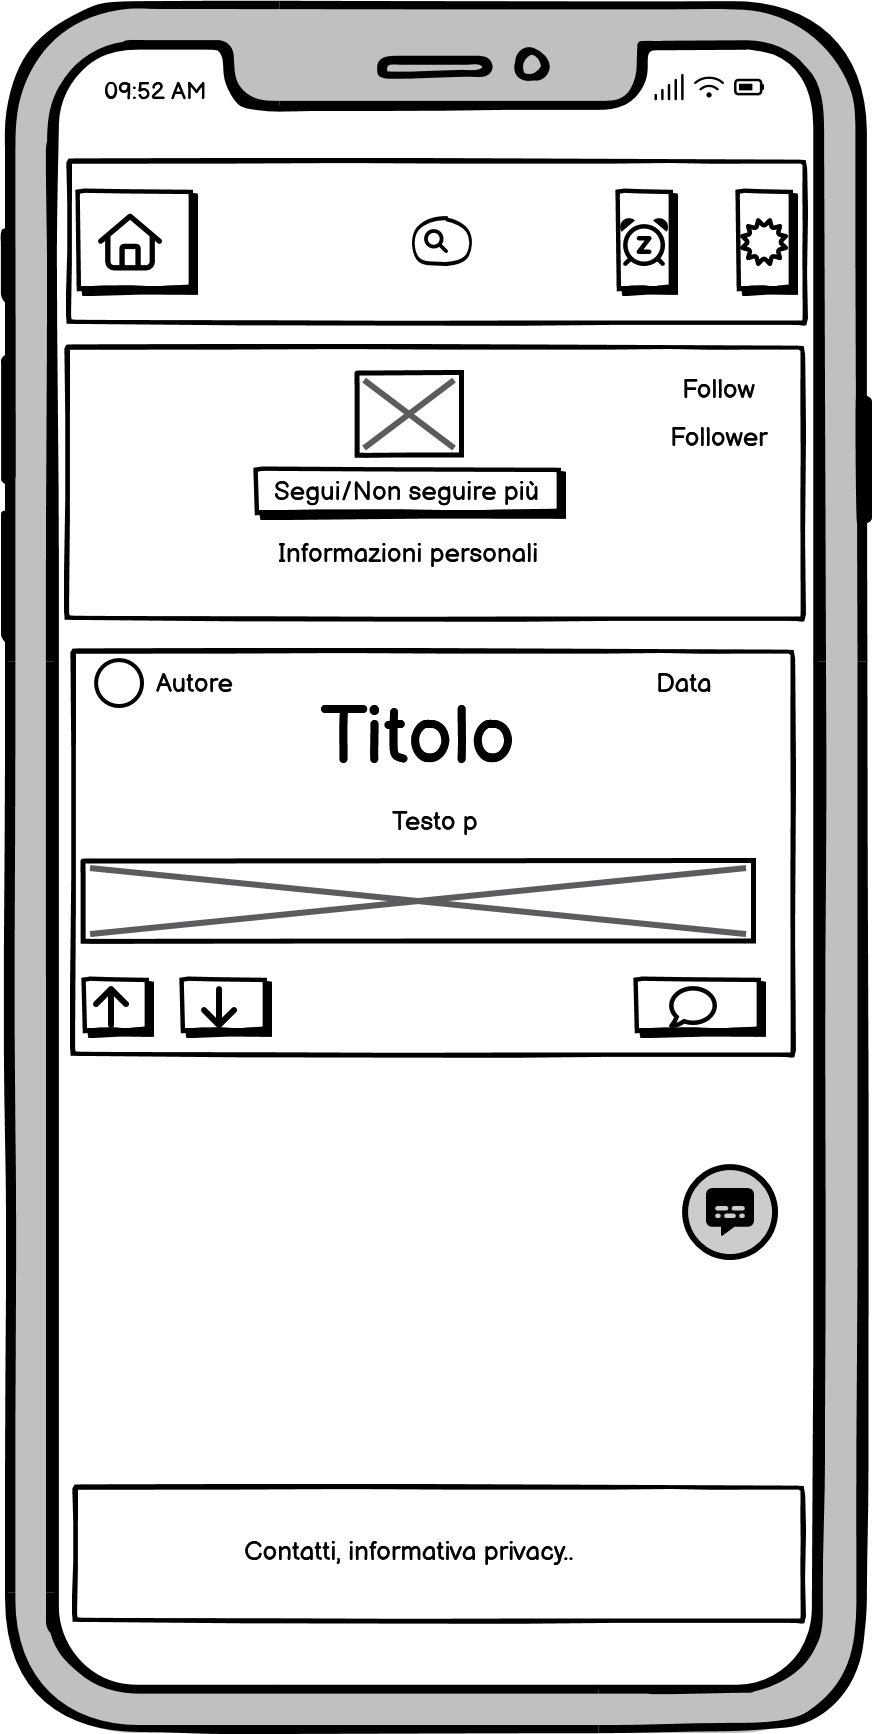 09:52 AM
Z
Follow
Follower
Segui/Non seguire più
Informazioni personali
Autore
Data
Titolo
Testo p
Contatti, informativa privacy..